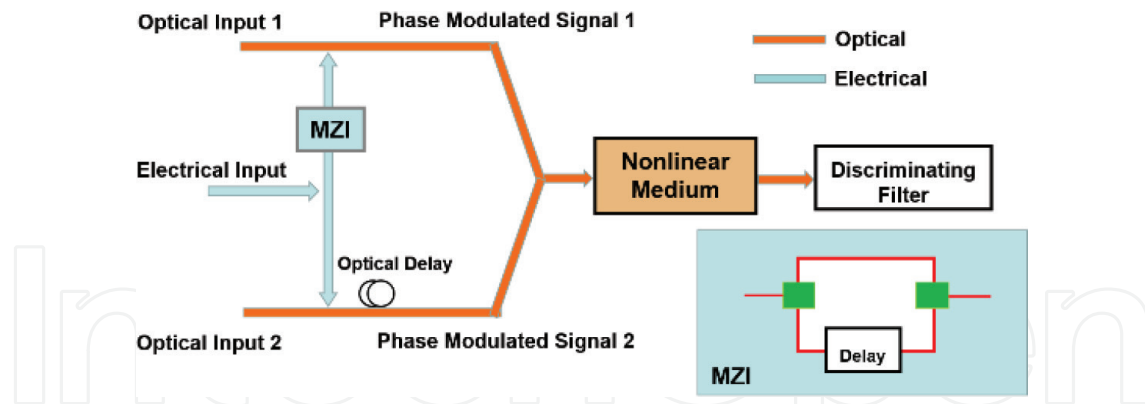 Optical Input 1
Phase Modulated Signal 1
Optical
Electrical
MZI
Electrical Input
Nonlinear
Medium
Discriminating
Filter
Optical Delay
Optical Input 2
Phase Modulated Signal 2
Delay
MZI